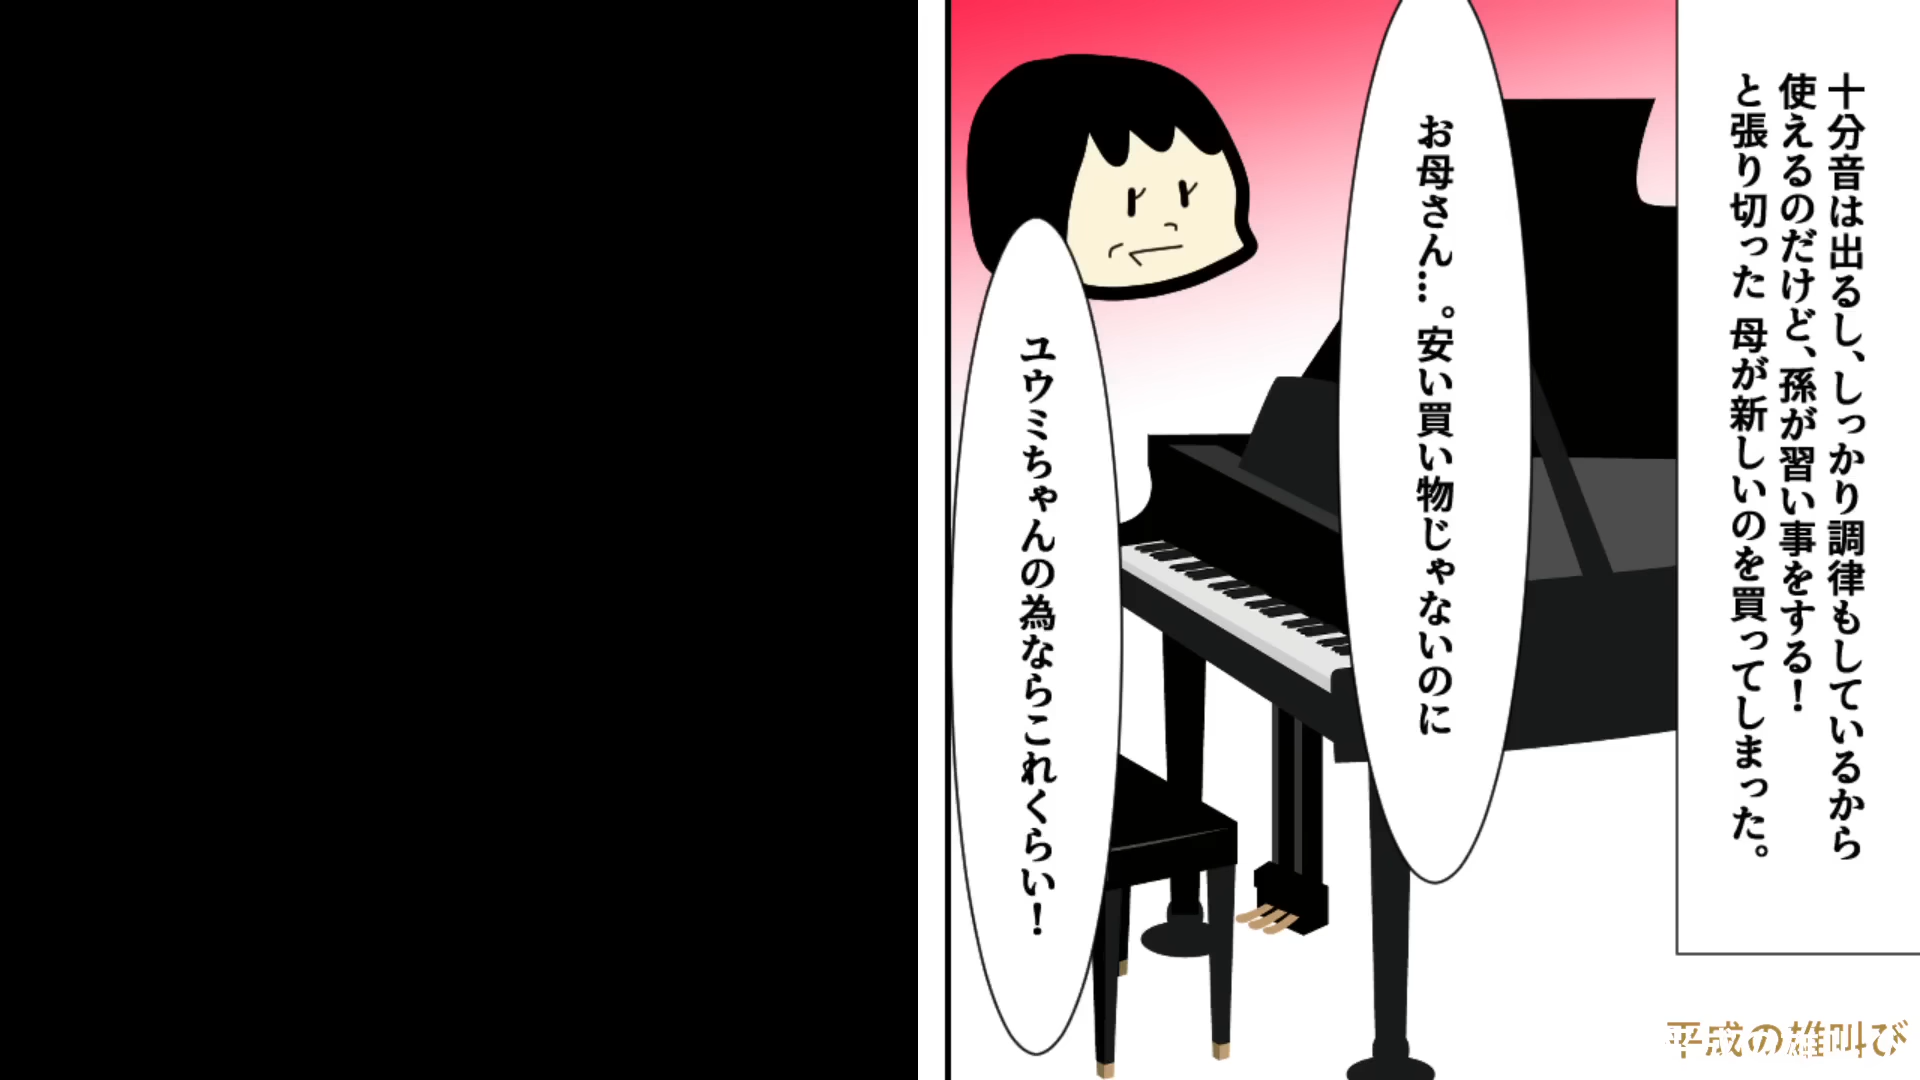 十分音は出るし、しっかり調律もしているから
使えるのだけど、孫が習い事をする！
と張り切った 母が新しいのを買ってしまった。
お母さん…。安い買い物じゃないのに
ユウミちゃんの為ならこれくらい！
平成の雄叫び